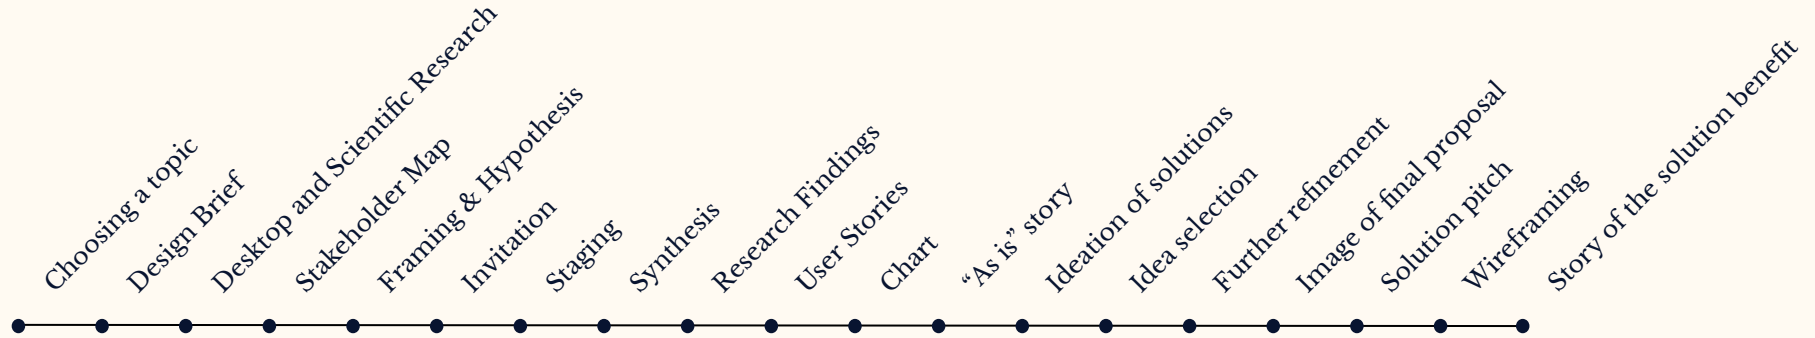 Choosing a topic
Design Brief
Desktop and Scientific Research
Stakeholder Map
Framing & Hypothesis
Invitation
Staging
Synthesis
Research Findings
User Stories
Chart
“As is” story
Ideation of solutions
Idea selection
Further refinement
Image of final proposal
Solution pitch
Wireframing
Story of the solution benefit